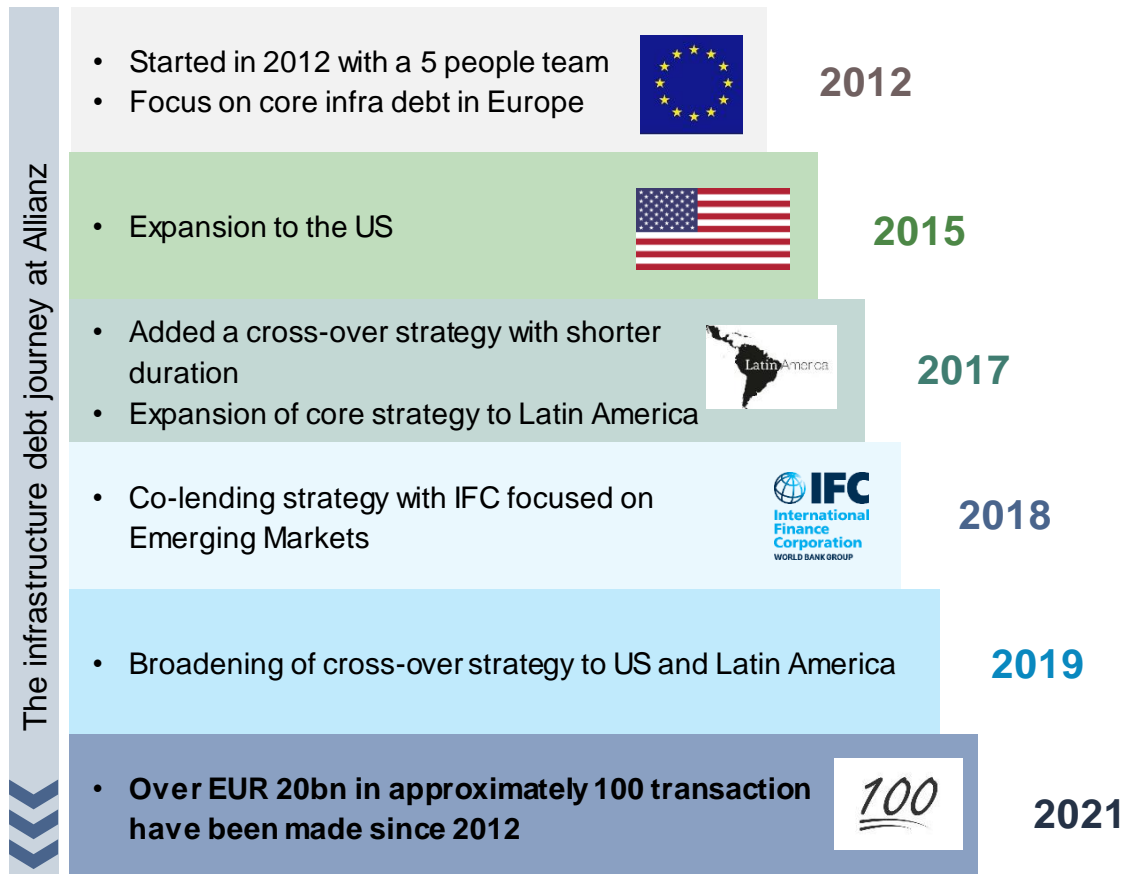 The infrastructure debt journey at Allianz
• Started in 2012 with a 5 people team
• Focus on core infra debt in Europe
2012
• Expansion to the US
2015
• Added a cross-over strategy with shorter
duration
• Expansion of core strategy to Latin America
Latin America
2017
• Co-lending strategy with IFC focused on
Emerging Markets
IFC
International
Finance
Corporation
WORLD BANK GROUP
2018
• Broadening of cross-over strategy to US and Latin America
2019
• Over EUR 20bn in approximately 100 transaction
have been made since 2012
100
2021